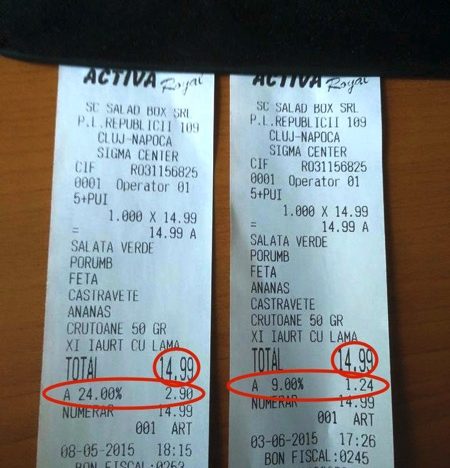 ACTIVA Royal
SC SALAD BOX SRL
P.L.REPUBLICII 109
CLUJ-NAPOCA
SIGMA CENTER
CIF RO31156825
0001 Operator 01
5+PUI
1.000 X 14.99
= 14.99 A
SALATA VERDE
PORUMB
FETA
CASTRAVETE
ANANAS
CRUTOANE 50 GR
XI IAURT CU LAMA
TOTAL 14.99
A 24.00% 2.90
NUMERAR 14.99
001 ART
08-05-2015 18:15
BON FISCAL:0263
ACTIVA Royal
SC SALAD BOX SRL
P.L.REPUBLICII 109
CLUJ-NAPOCA
SIGMA CENTER
CIF RO31156825
0001 Operator 01
5+PUI
1.000 X 14.99
= 14.99 A
SALATA VERDE
PORUMB
FETA
ANANAS
CASTRAVETE
CRUTOANE 50 GR
XI IAURT CU LAMA
TOTAL 14.99
A 9.00% 1.24
NUMERAR 14.99
001 ART
03-06-2015 17:26
BON FISCAL:0245